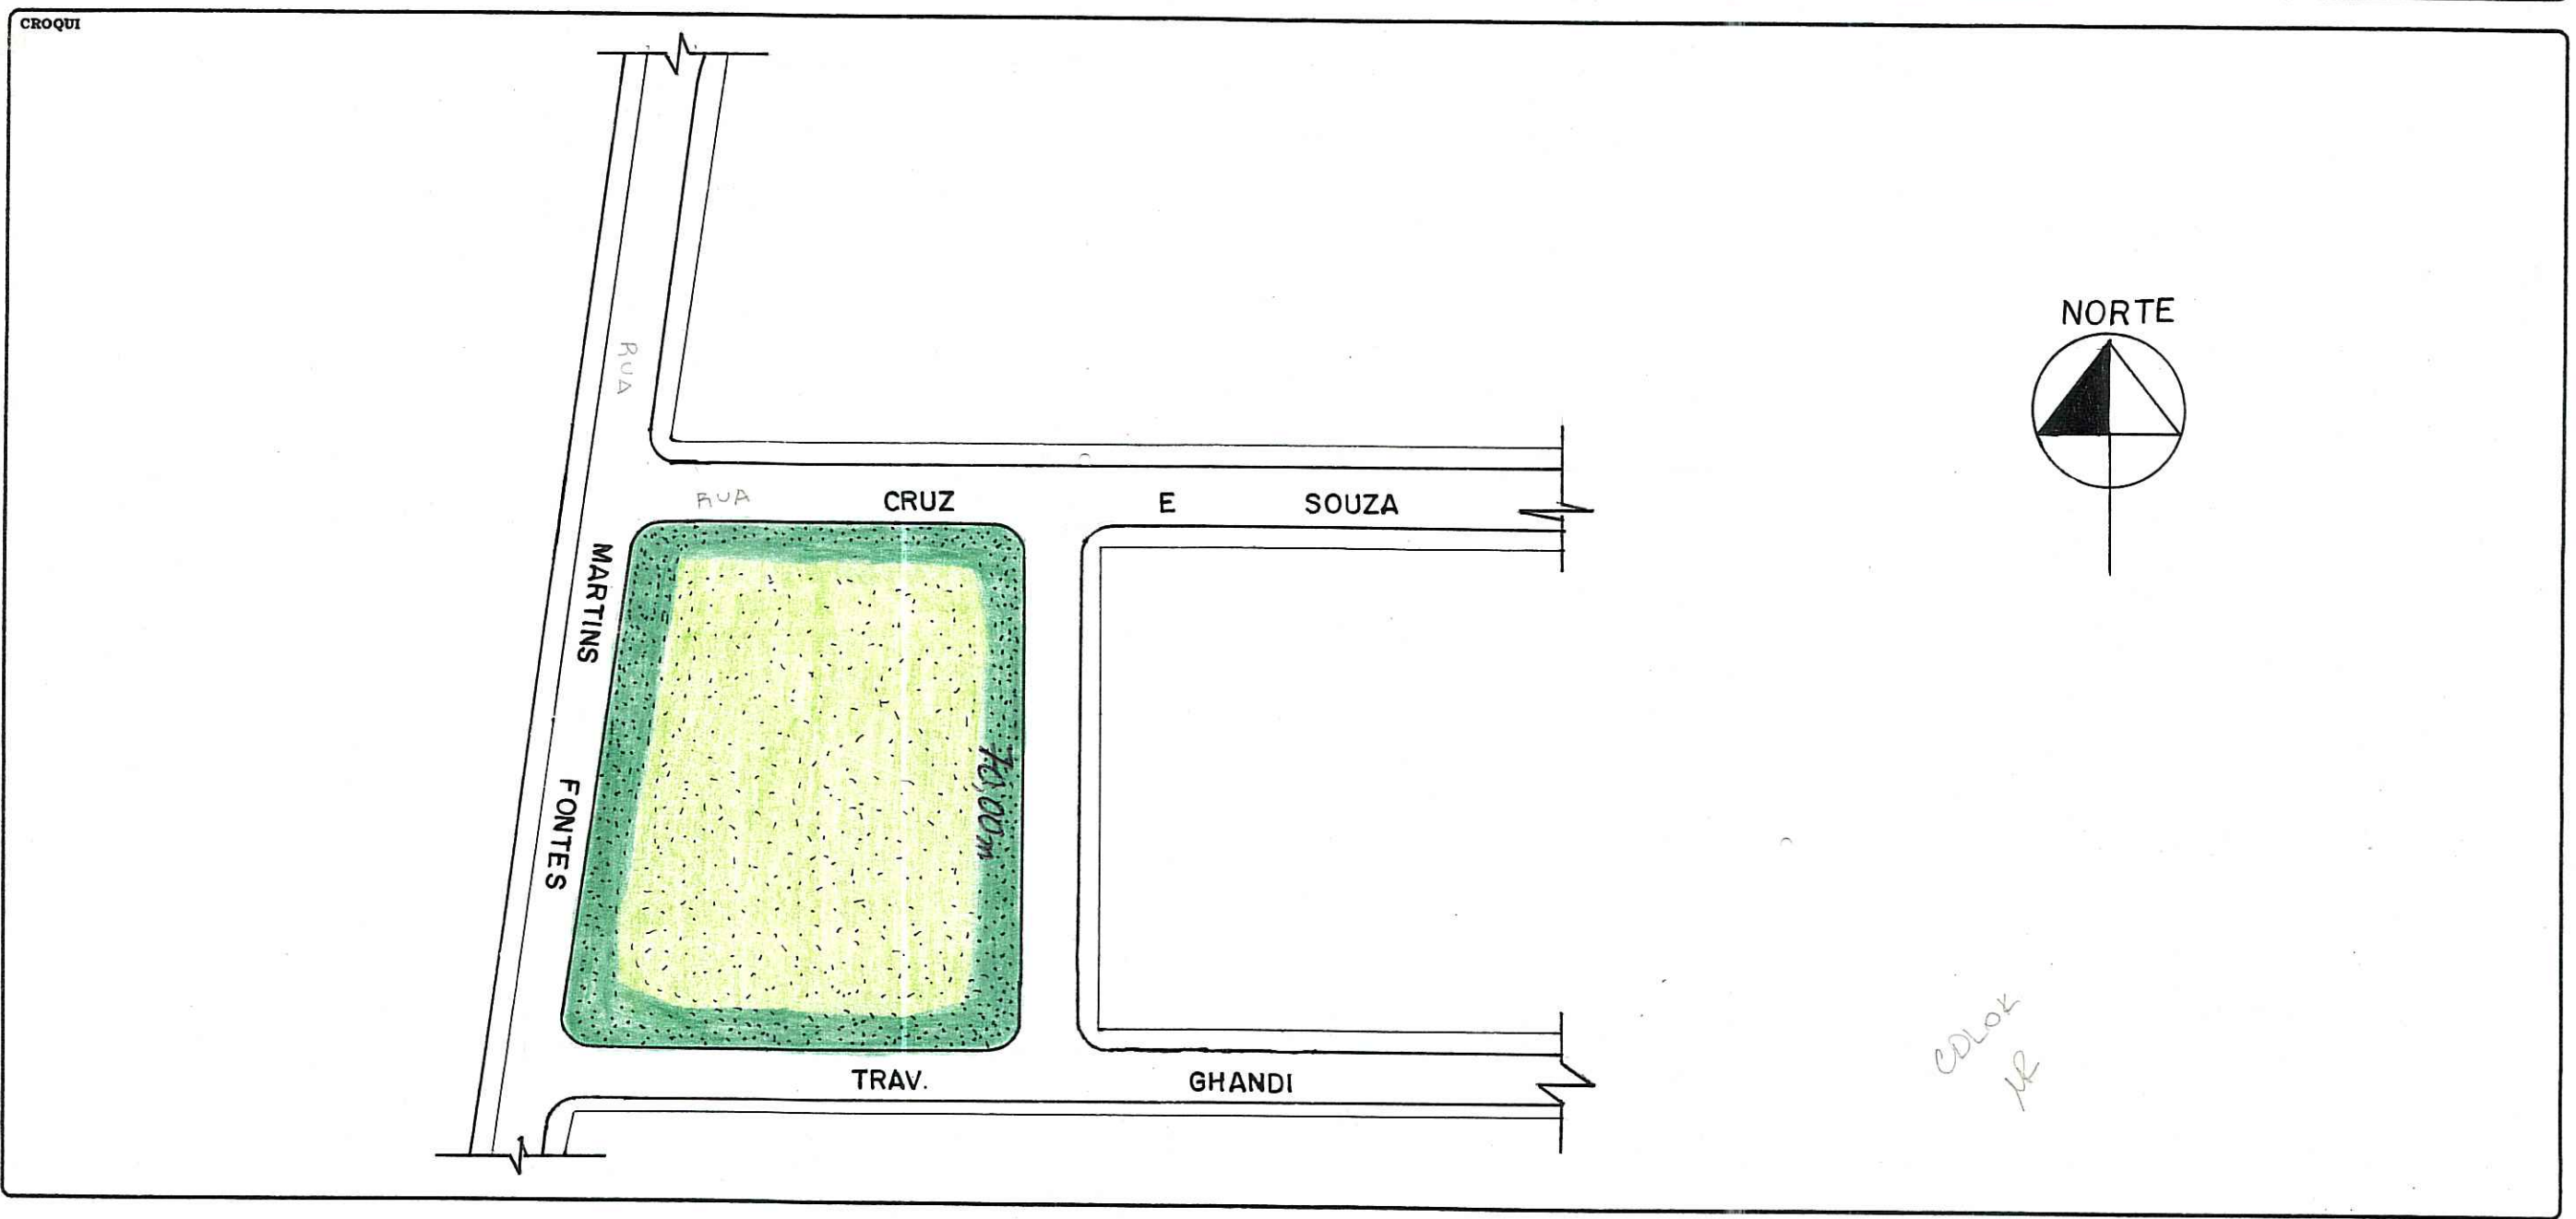 CROQUI
NORTE
RUA
RUA CRUZ E SOUZA
MARTINS FONTES
70,00m
TRAV. GHANDI